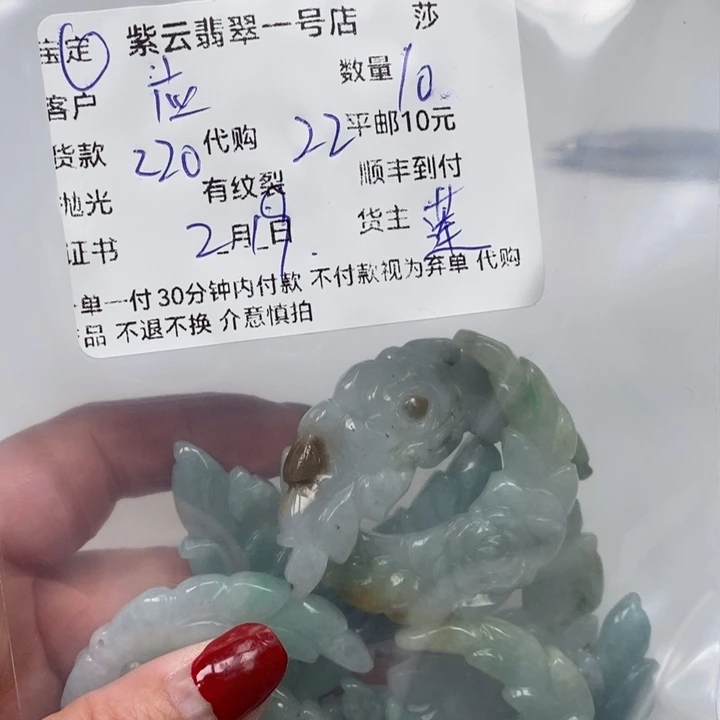 定 紫云翡翠一号店 莎
客户 数量 10
货款 220 代购 22 平邮10元
抛光 有纹裂 顺丰到付
证书 2月19日 货主 莲
单一付 30分钟内付款 不付款视为弃单 代购
品 不退不换 介意慎拍